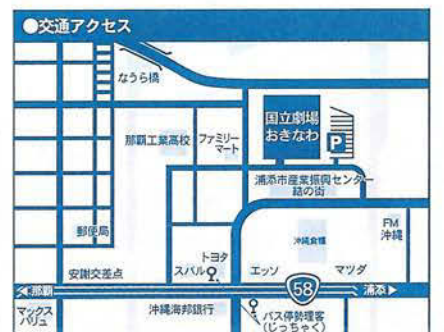 ●交通アクセス
なうら橋
国立劇場
おきなわ
P
那覇工業高校
ファミリー
マート
浦添市産業振興センター
結の街
郵便局
沖縄食糧
FM
沖縄
トヨタ
スバル
エッソ
マツダ
安謝交差点
那覇
58
浦添
マックス
バリュ
沖縄海邦銀行
バス停勢理客
(じっちゃく)